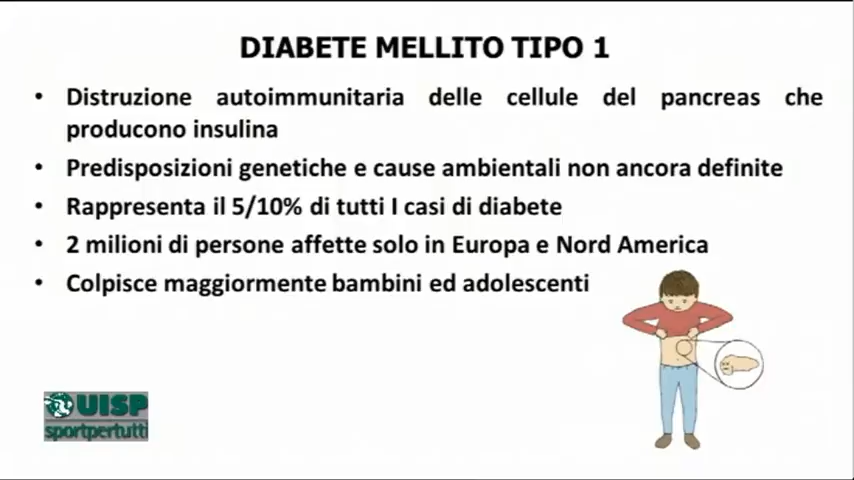 DIABETE MELLITO TIPO 1
• Distruzione autoimmunitaria delle cellule del pancreas che
producono insulina
• Predisposizioni genetiche e cause ambientali non ancora definite
• Rappresenta il 5/10% di tutti I casi di diabete
• 2 milioni di persone affette solo in Europa e Nord America
• Colpisce maggiormente bambini ed adolescenti
UISP
sportpertutti